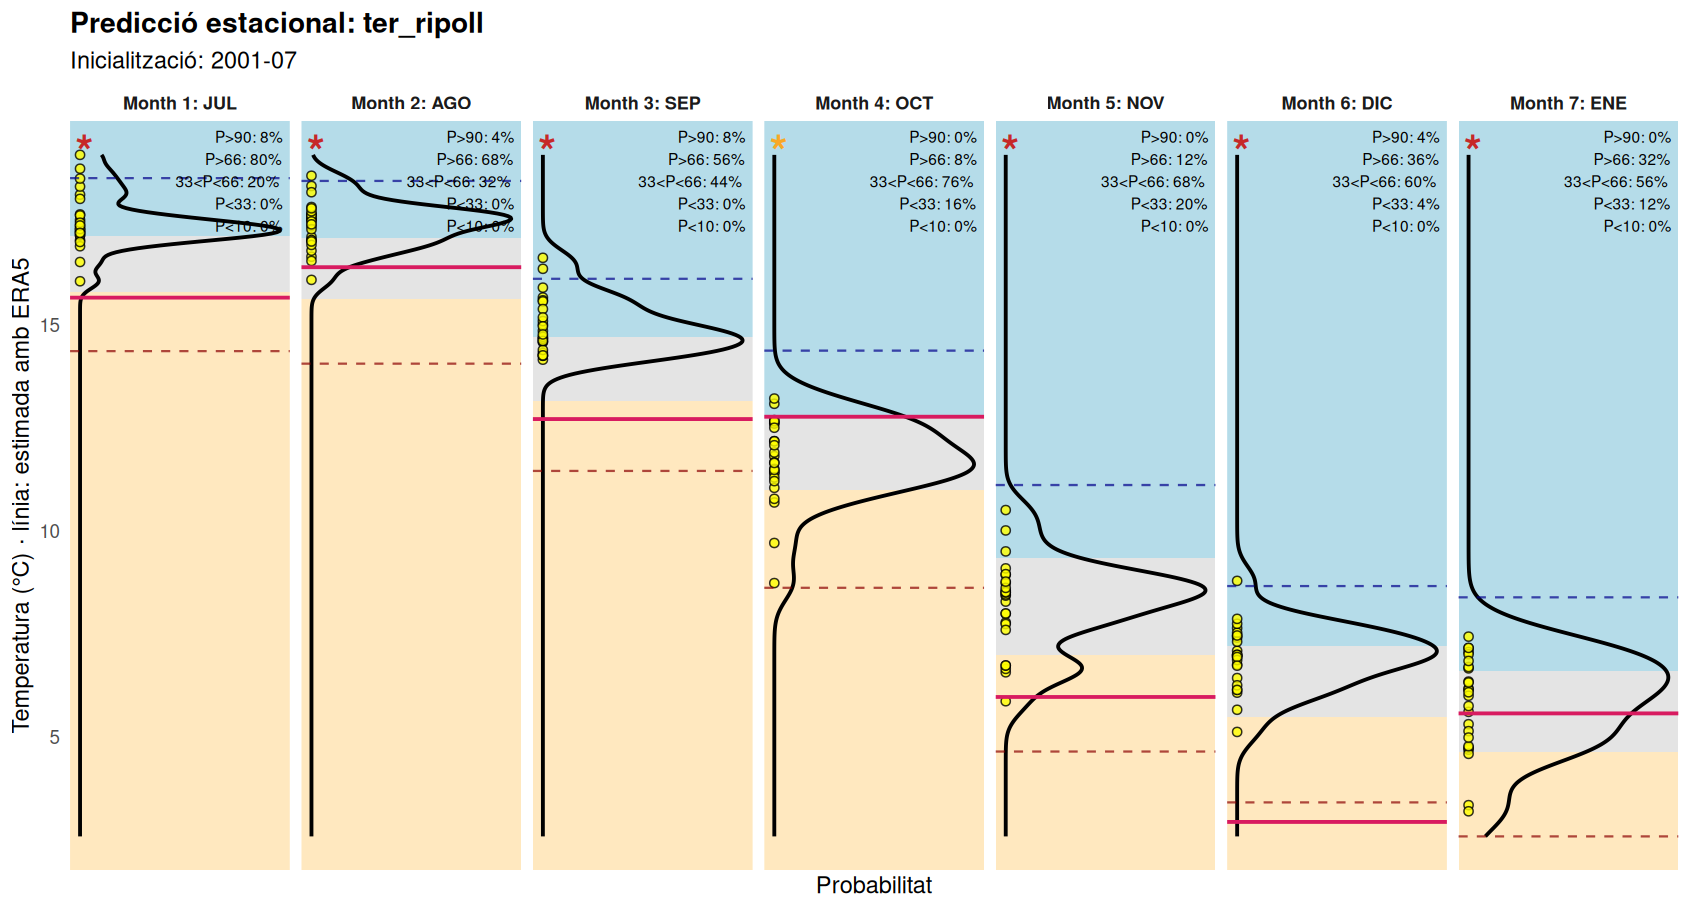 Predicció estacional: ter_ripoll
Inicialització: 2001-07
Month 1: JUL
P>90: 8%
P>66: 80%
33<P<66: 20%
P<33: 0%
P<10: 0%
Month 2: AGO
P>90: 4%
P>66: 68%
33<P<66: 32%
P<33: 0%
P<10: 0%
Month 3: SEP
P>90: 8%
P>66: 56%
33<P<66: 44%
P<33: 0%
P<10: 0%
Month 4: OCT
P>90: 0%
P>66: 8%
33<P<66: 76%
P<33: 16%
P<10: 0%
Month 5: NOV
P>90: 0%
P>66: 12%
33<P<66: 68%
P<33: 20%
P<10: 0%
Month 6: DIC
P>90: 4%
P>66: 36%
33<P<66: 60%
P<33: 4%
P<10: 0%
Month 7: ENE
P>90: 0%
P>66: 32%
33<P<66: 56%
P<33: 12%
P<10: 0%
Temperatura (°C) · línia: estimada amb ERA5
15
10
5
Probabilitat